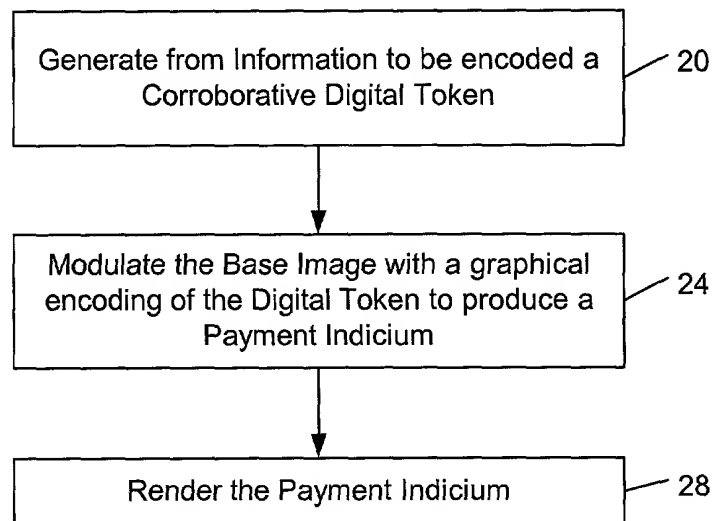 Generate from Information to be encoded a
Corroborative Digital Token
20
Modulate the Base Image with a graphical
encoding of the Digital Token to produce a
Payment Indicium
24
Render the Payment Indicium
28